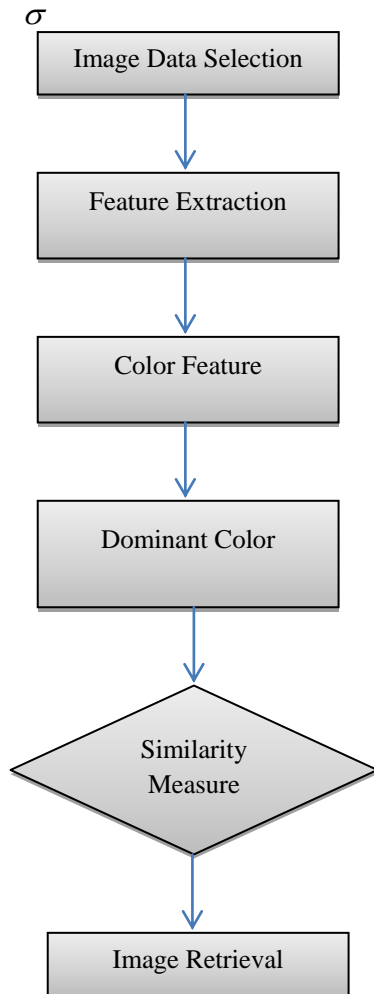 σ
Image Data Selection
Feature Extraction
Color Feature
Dominant Color
Similarity
Measure
Image Retrieval